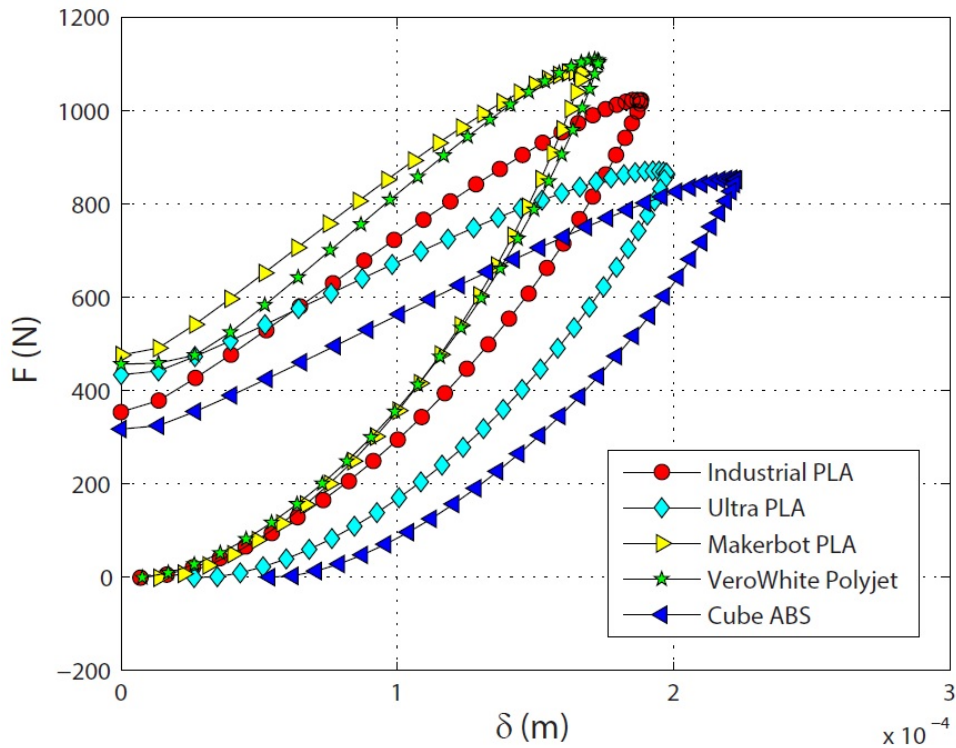 1200
1000
800
600
400
200
0
−200
F (N)
Industrial PLA
Ultra PLA
Makerbot PLA
VeroWhite Polyjet
Cube ABS
0 1 2 3
δ (m)
x 10⁻⁴